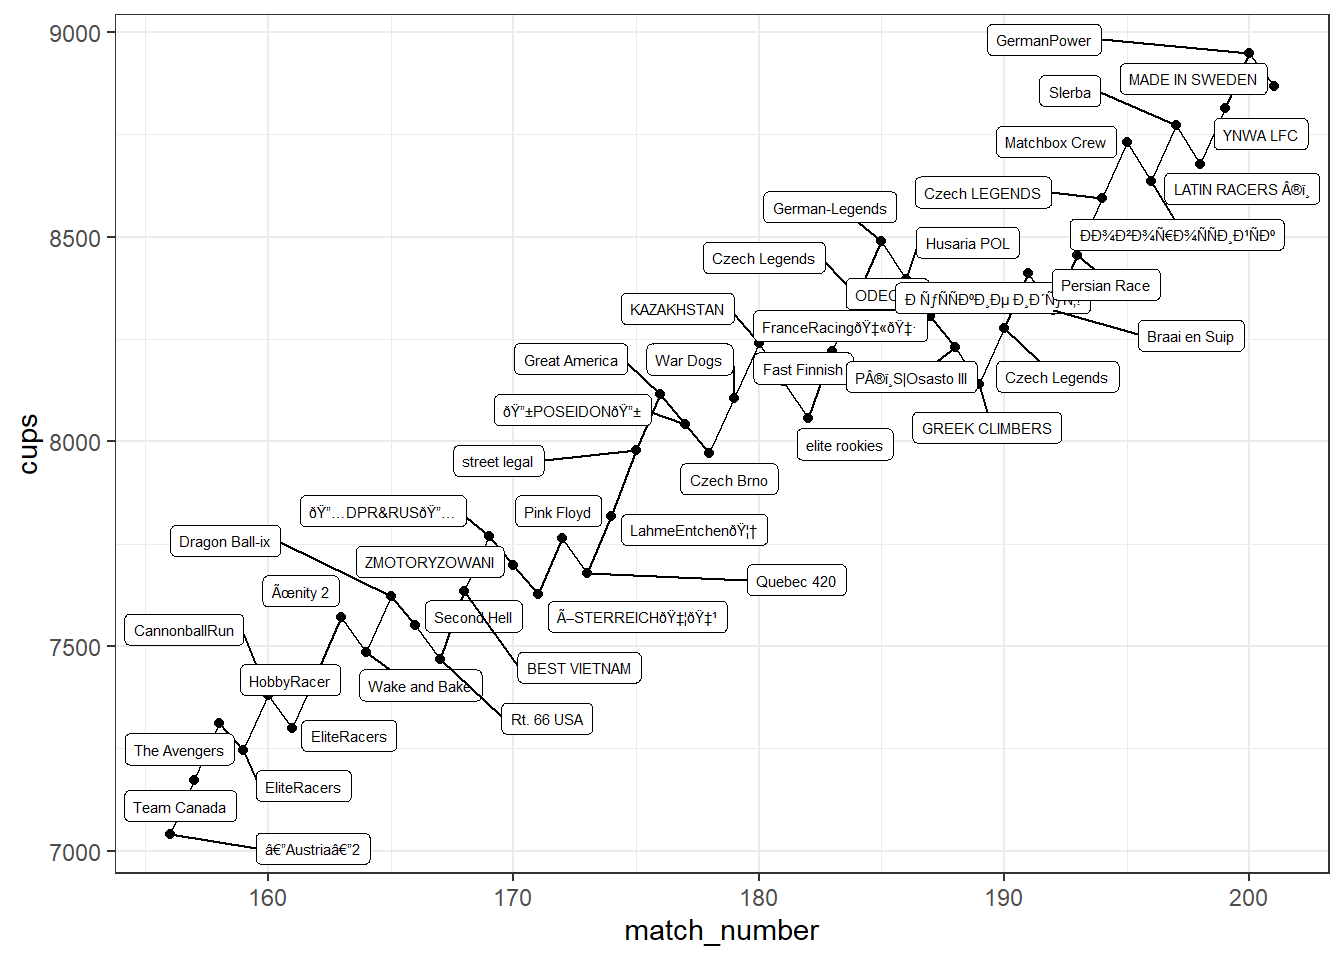 9000
8500
8000
7500
7000
cups
GermanPower
MADE IN SWEDEN
Slerba
YNWA LFC
Matchbox Crew
LATIN RACERS Â®ï¸
Czech LEGENDS
German-Legends
Husaria POL
Czech Legends
Persian Race
ODEC
KAZAKHSTAN
FranceRacingðŸ‡«ðŸ‡·
Braai en Suip
Great America
War Dogs
Fast Finnish
PÂ®ï¸S|Osasto III
Czech Legends
ðŸ”±POSEIDONðŸ”±
GREEK CLIMBERS
elite rookies
street legal
Czech Brno
ðŸ”…DPR&RUSðŸ”…
Pink Floyd
LahmeEntchenðŸ¦†
Dragon Ball-ix
ZMOTORYZOWANI
Quebec 420
Ãœnity 2
Second Hell
Ã–STERREICHðŸ‡¦ðŸ‡¹
CannonballRun
BEST VIETNAM
HobbyRacer
Wake and Bake
Rt. 66 USA
EliteRacers
The Avengers
EliteRacers
Team Canada
â€”Austriaâ€”2
160
170
180
190
200
match_number